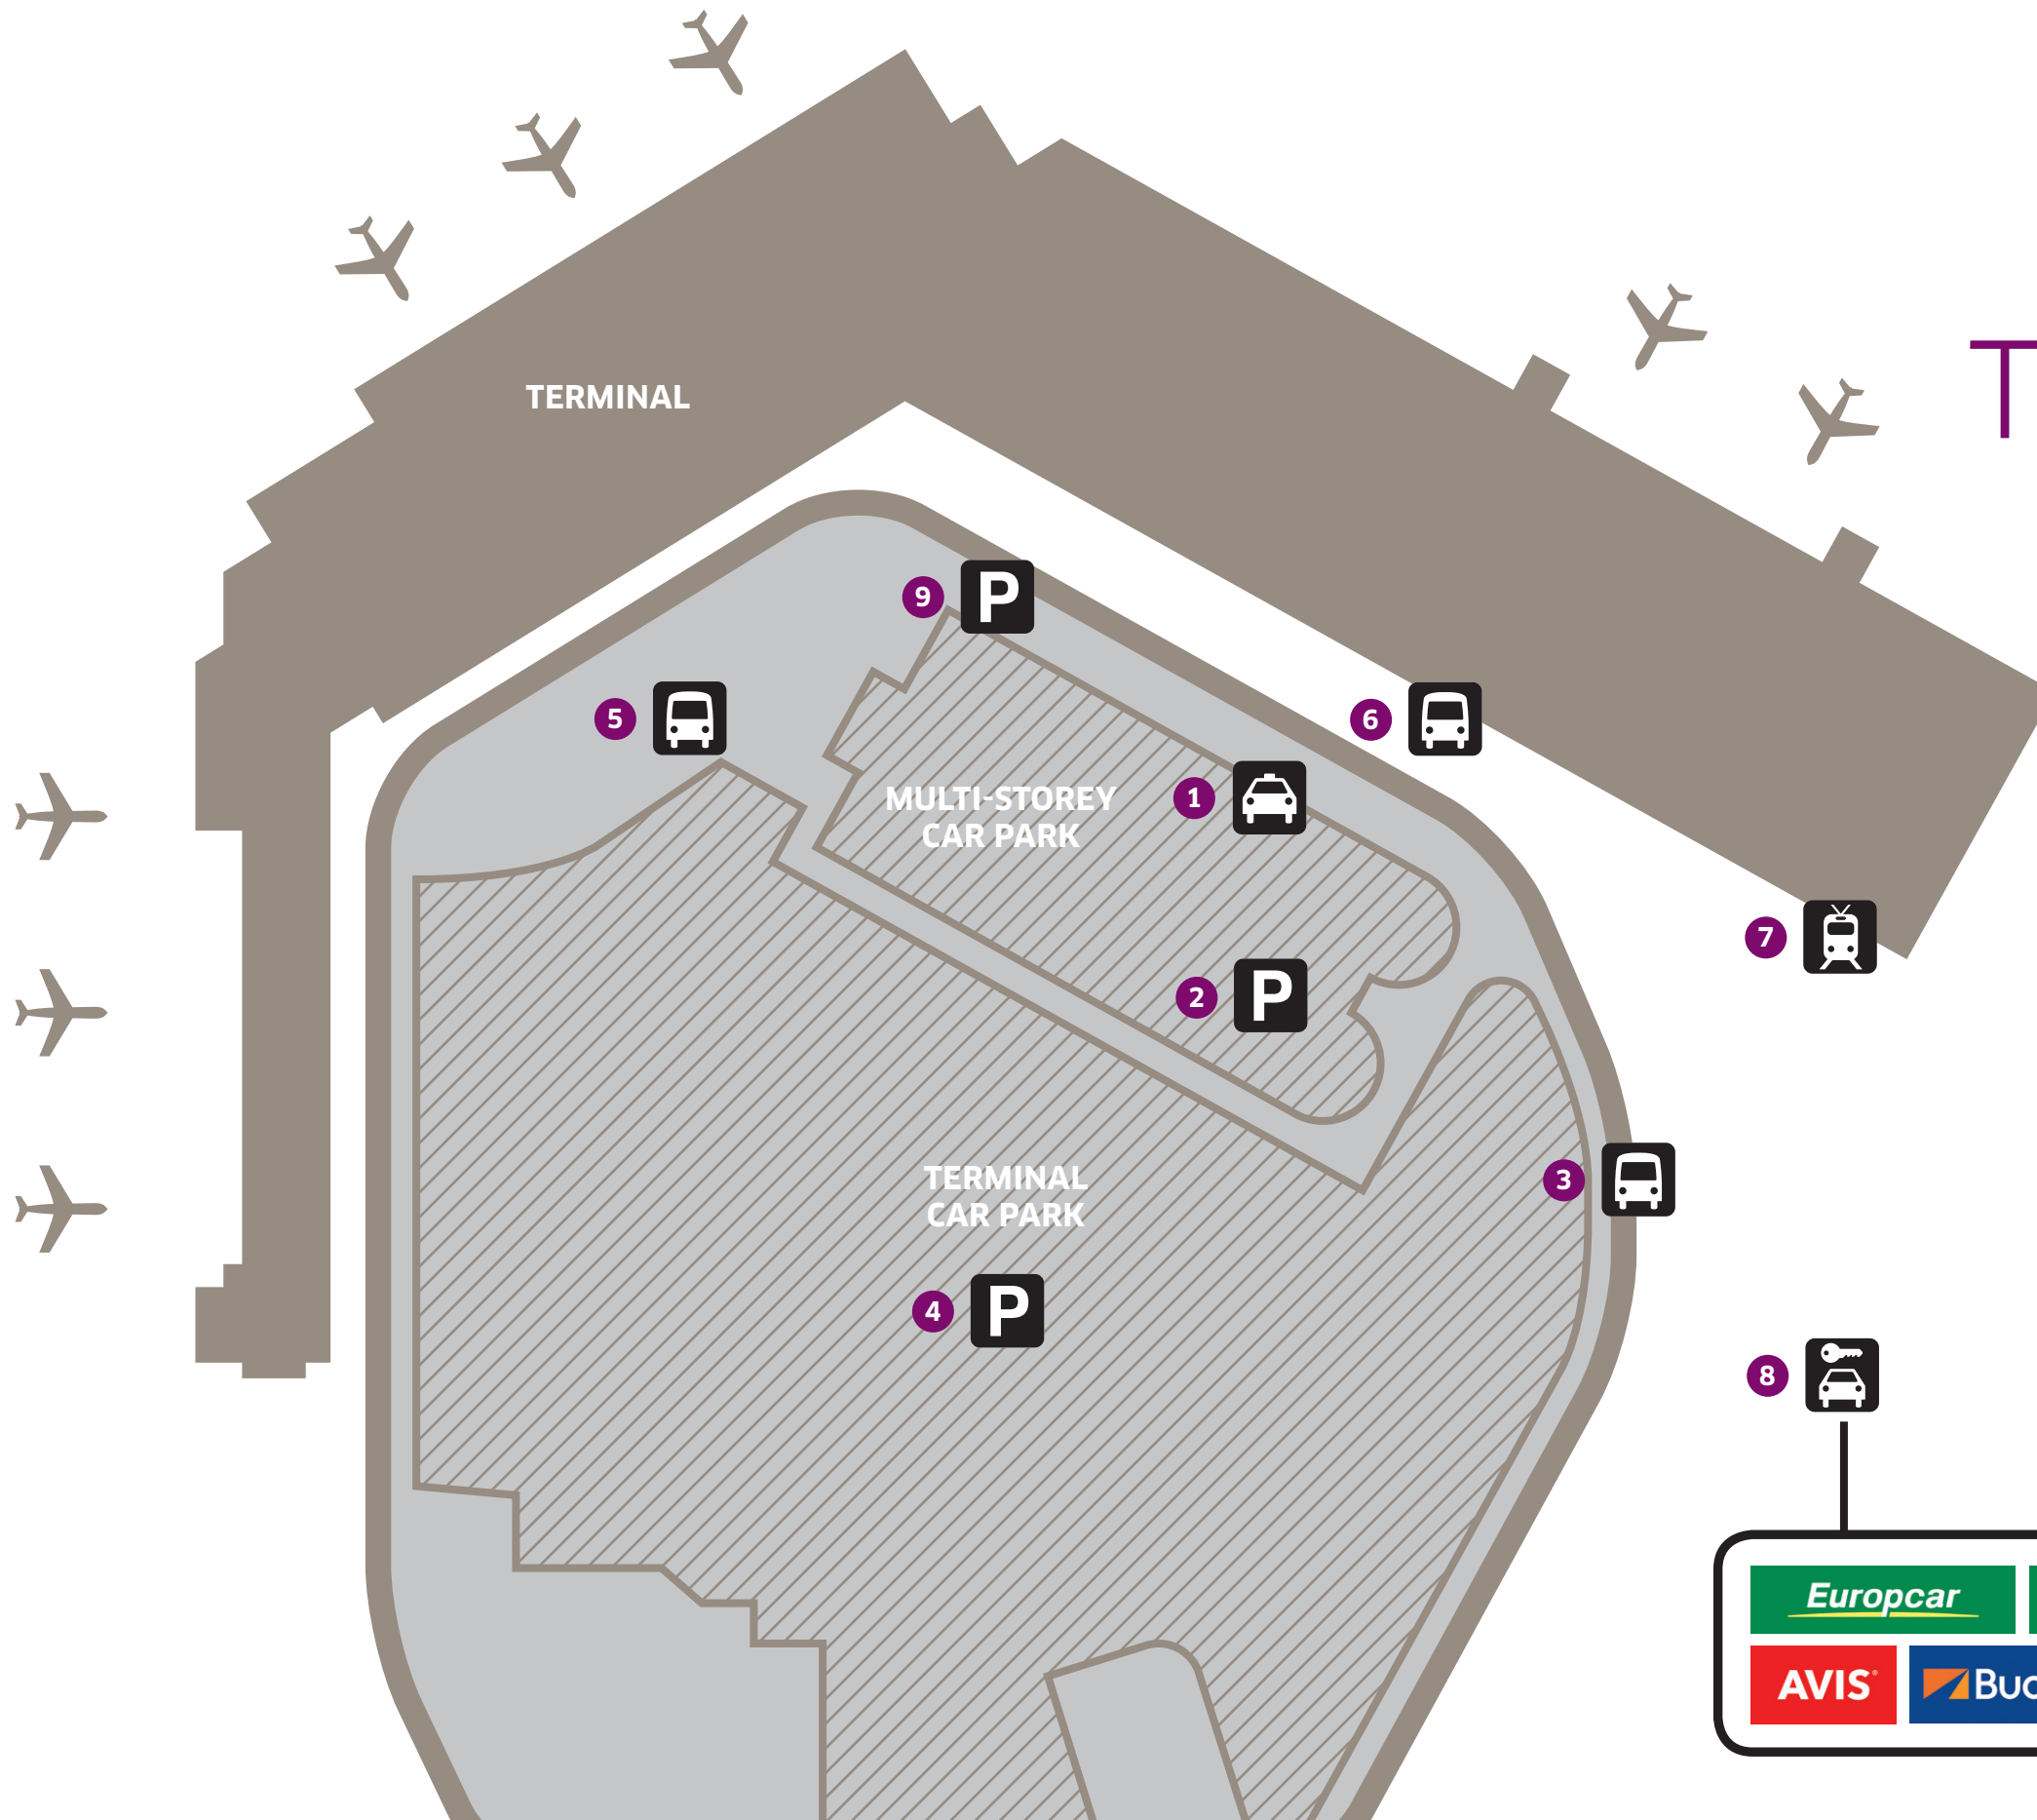 T
TERMINAL
9 P
5
6
MULTI-STOREY
CAR PARK
1
7
2 P
TERMINAL
CAR PARK
3
4 P
8
Europcar
AVIS